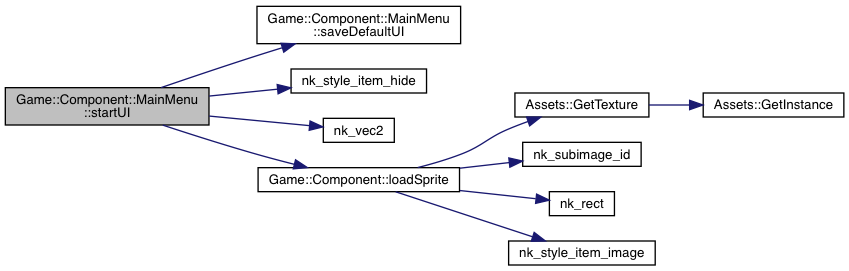 Game::Component::MainMenu
::startUI
Game::Component::MainMenu
::saveDefaultUI
nk_style_item_hide
nk_vec2
Game::Component::loadSprite
Assets::GetTexture
Assets::GetInstance
nk_subimage_id
nk_rect
nk_style_item_image